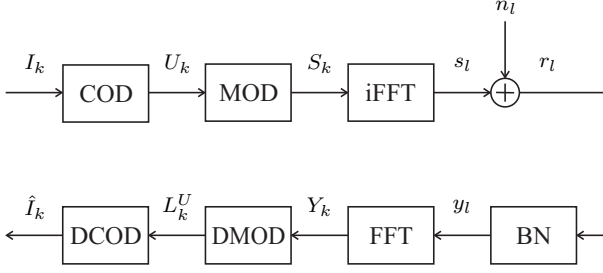 n_l
I_k U_k S_k s_l r_l
COD MOD iFFT +
Î_k L_k^U Y_k y_l
DCOD DMOD FFT BN